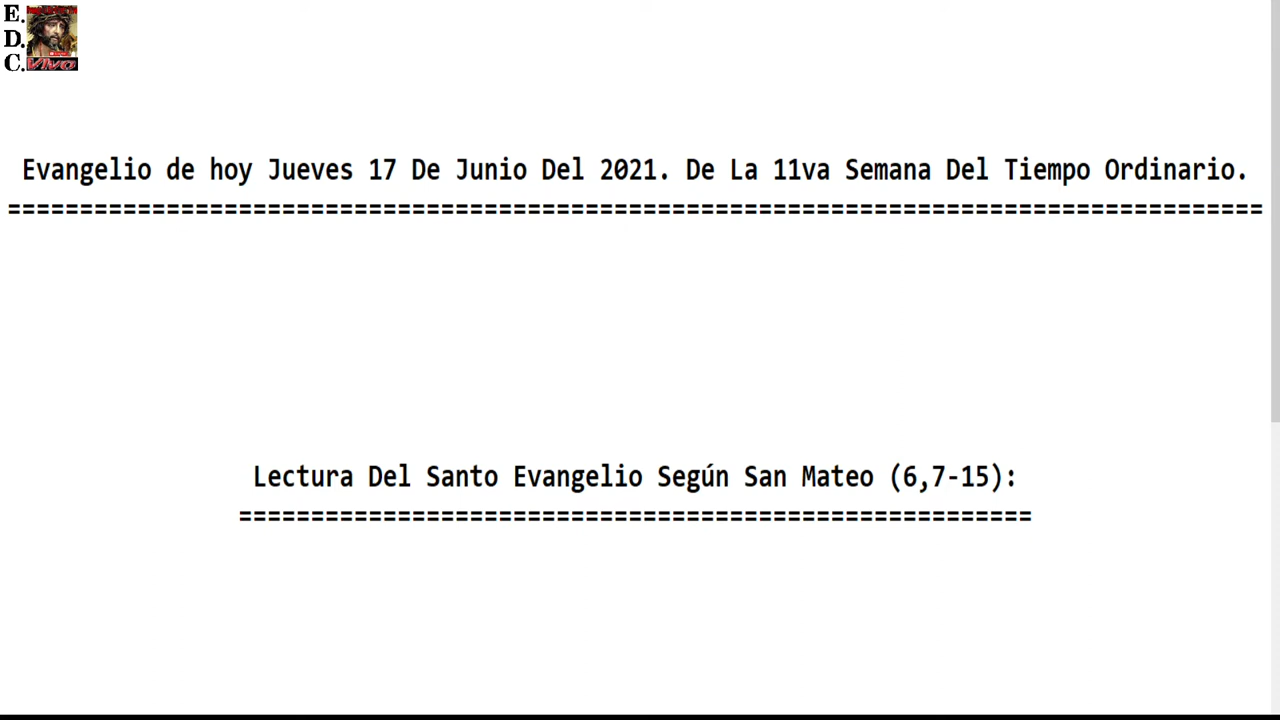 E.
D.
C.
Vivo
Evangelio de hoy Jueves 17 De Junio Del 2021. De La 11va Semana Del Tiempo Ordinario.
=======================================================================================
Lectura Del Santo Evangelio Según San Mateo (6,7-15):
=======================================================